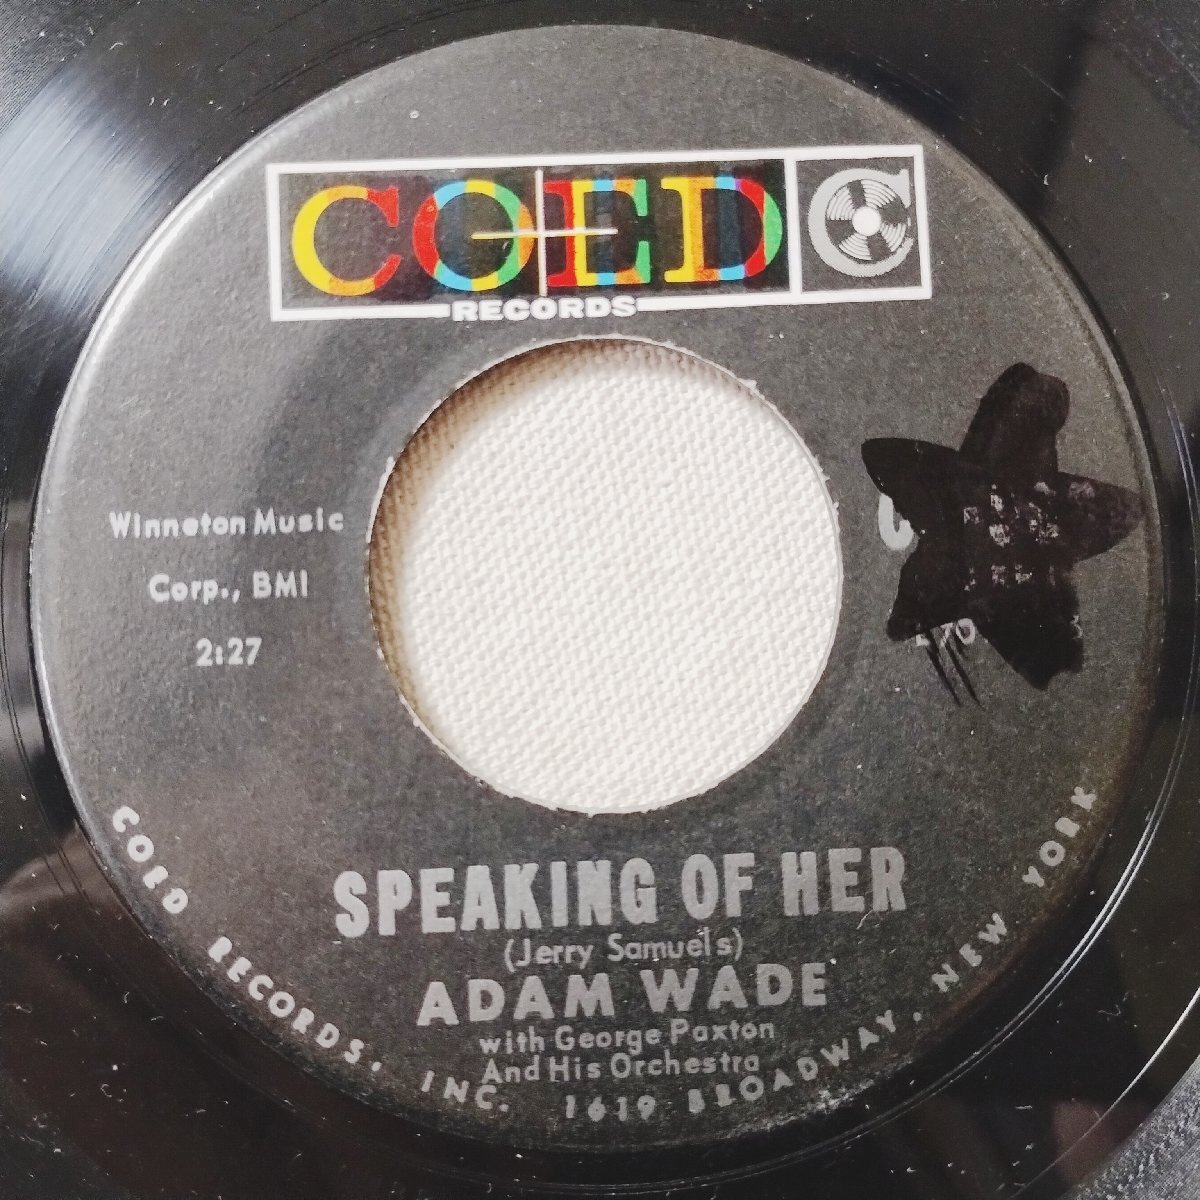 COED
RECORDS
Winneton Music
Corp., BMI
2:27
SPEAKING OF HER
(Jerry Samuels)
ADAM WADE
with George Paxton
And His Orchestra
COED RECORDS, INC. 1619 BROADWAY, NEW YORK